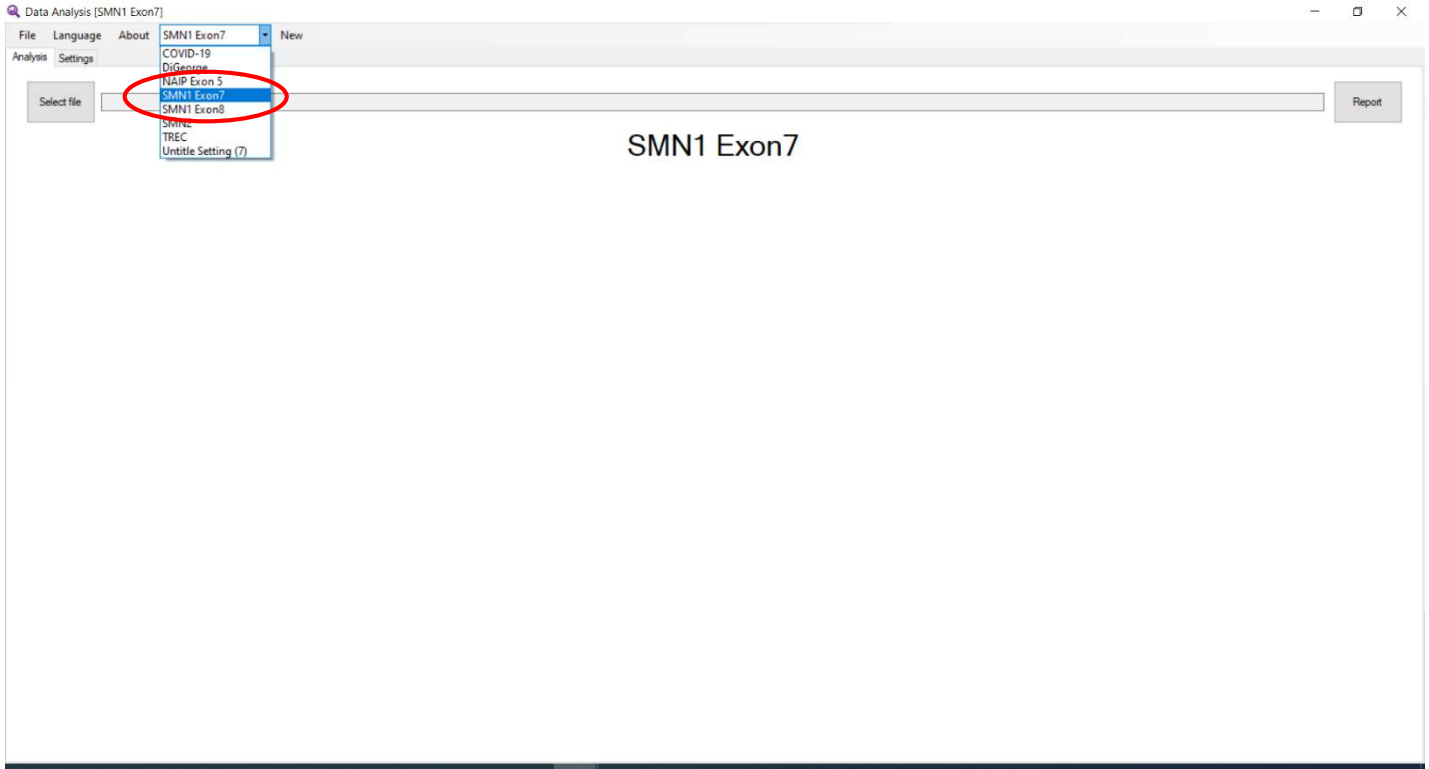 Data Analysis [SMN1 Exon7]
File Language About SMN1 Exon7 New
Analysis Settings
COVID-19
DiGeorge
NAIP Exon 5
SMN1 Exon7
SMN1 Exon8
SMN2
TREC
Untitle Setting (7)
Select file
Report
SMN1 Exon7